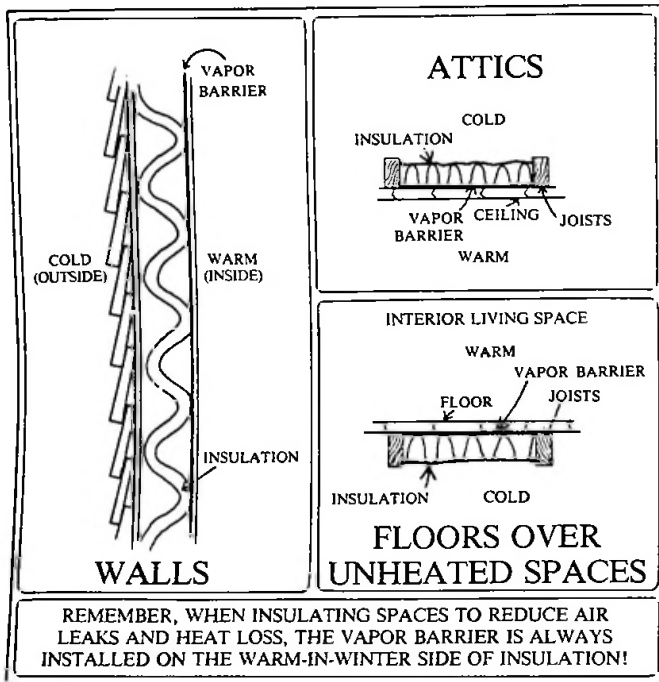 VAPOR
BARRIER
COLD
(OUTSIDE)
WARM
(INSIDE)
INSULATION
WALLS
ATTICS
COLD
INSULATION
VAPOR
BARRIER
CEILING
JOISTS
WARM
INTERIOR LIVING SPACE
WARM
VAPOR BARRIER
FLOOR
JOISTS
INSULATION
COLD
FLOORS OVER
UNHEATED SPACES
REMEMBER, WHEN INSULATING SPACES TO REDUCE AIR
LEAKS AND HEAT LOSS, THE VAPOR BARRIER IS ALWAYS
INSTALLED ON THE WARM-IN-WINTER SIDE OF INSULATION!